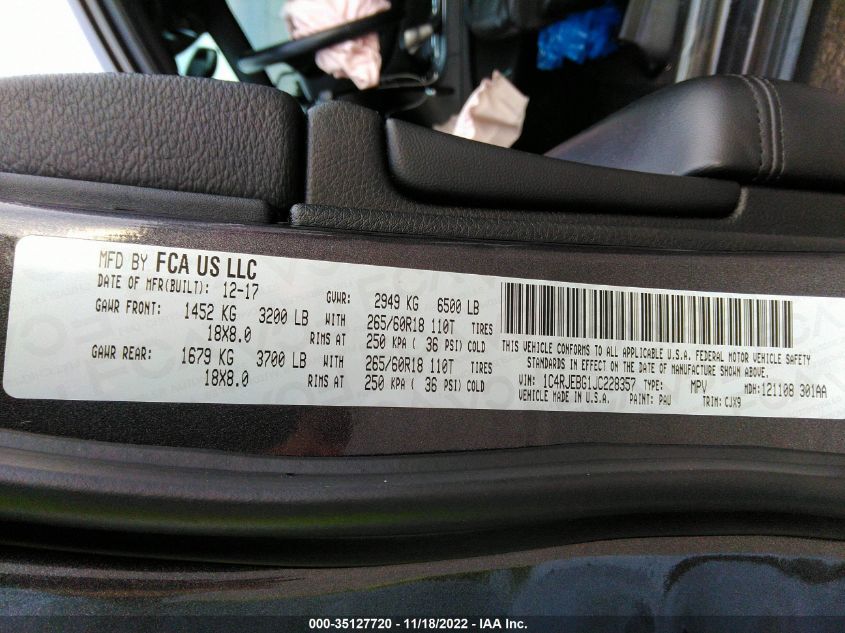 MFD BY FCA US LLC
DATE OF MFR(BUILT): 12-17 GVWR: 2949 KG 6500 LB
GAWR FRONT: 1452 KG 3200 LB WITH 265/60R18 110T TIRES
18X8.0 RIMS AT 250 KPA ( 36 PSI) COLD
GAWR REAR: 1679 KG 3700 LB WITH 265/60R18 110T TIRES
18X8.0 RIMS AT 250 KPA ( 36 PSI) COLD
THIS VEHICLE CONFORMS TO ALL APPLICABLE U.S.A. FEDERAL MOTOR VEHICLE SAFETY
STANDARDS IN EFFECT ON THE DATE OF MANUFACTURE SHOWN ABOVE.
VIN: 1C4RJEBG1JC228357 TYPE: MPV MDH:121108 301AA
VEHICLE MADE IN U.S.A. PAINT: PAU TRIM: CJX9
000-35127720 - 11/18/2022 - IAA Inc.